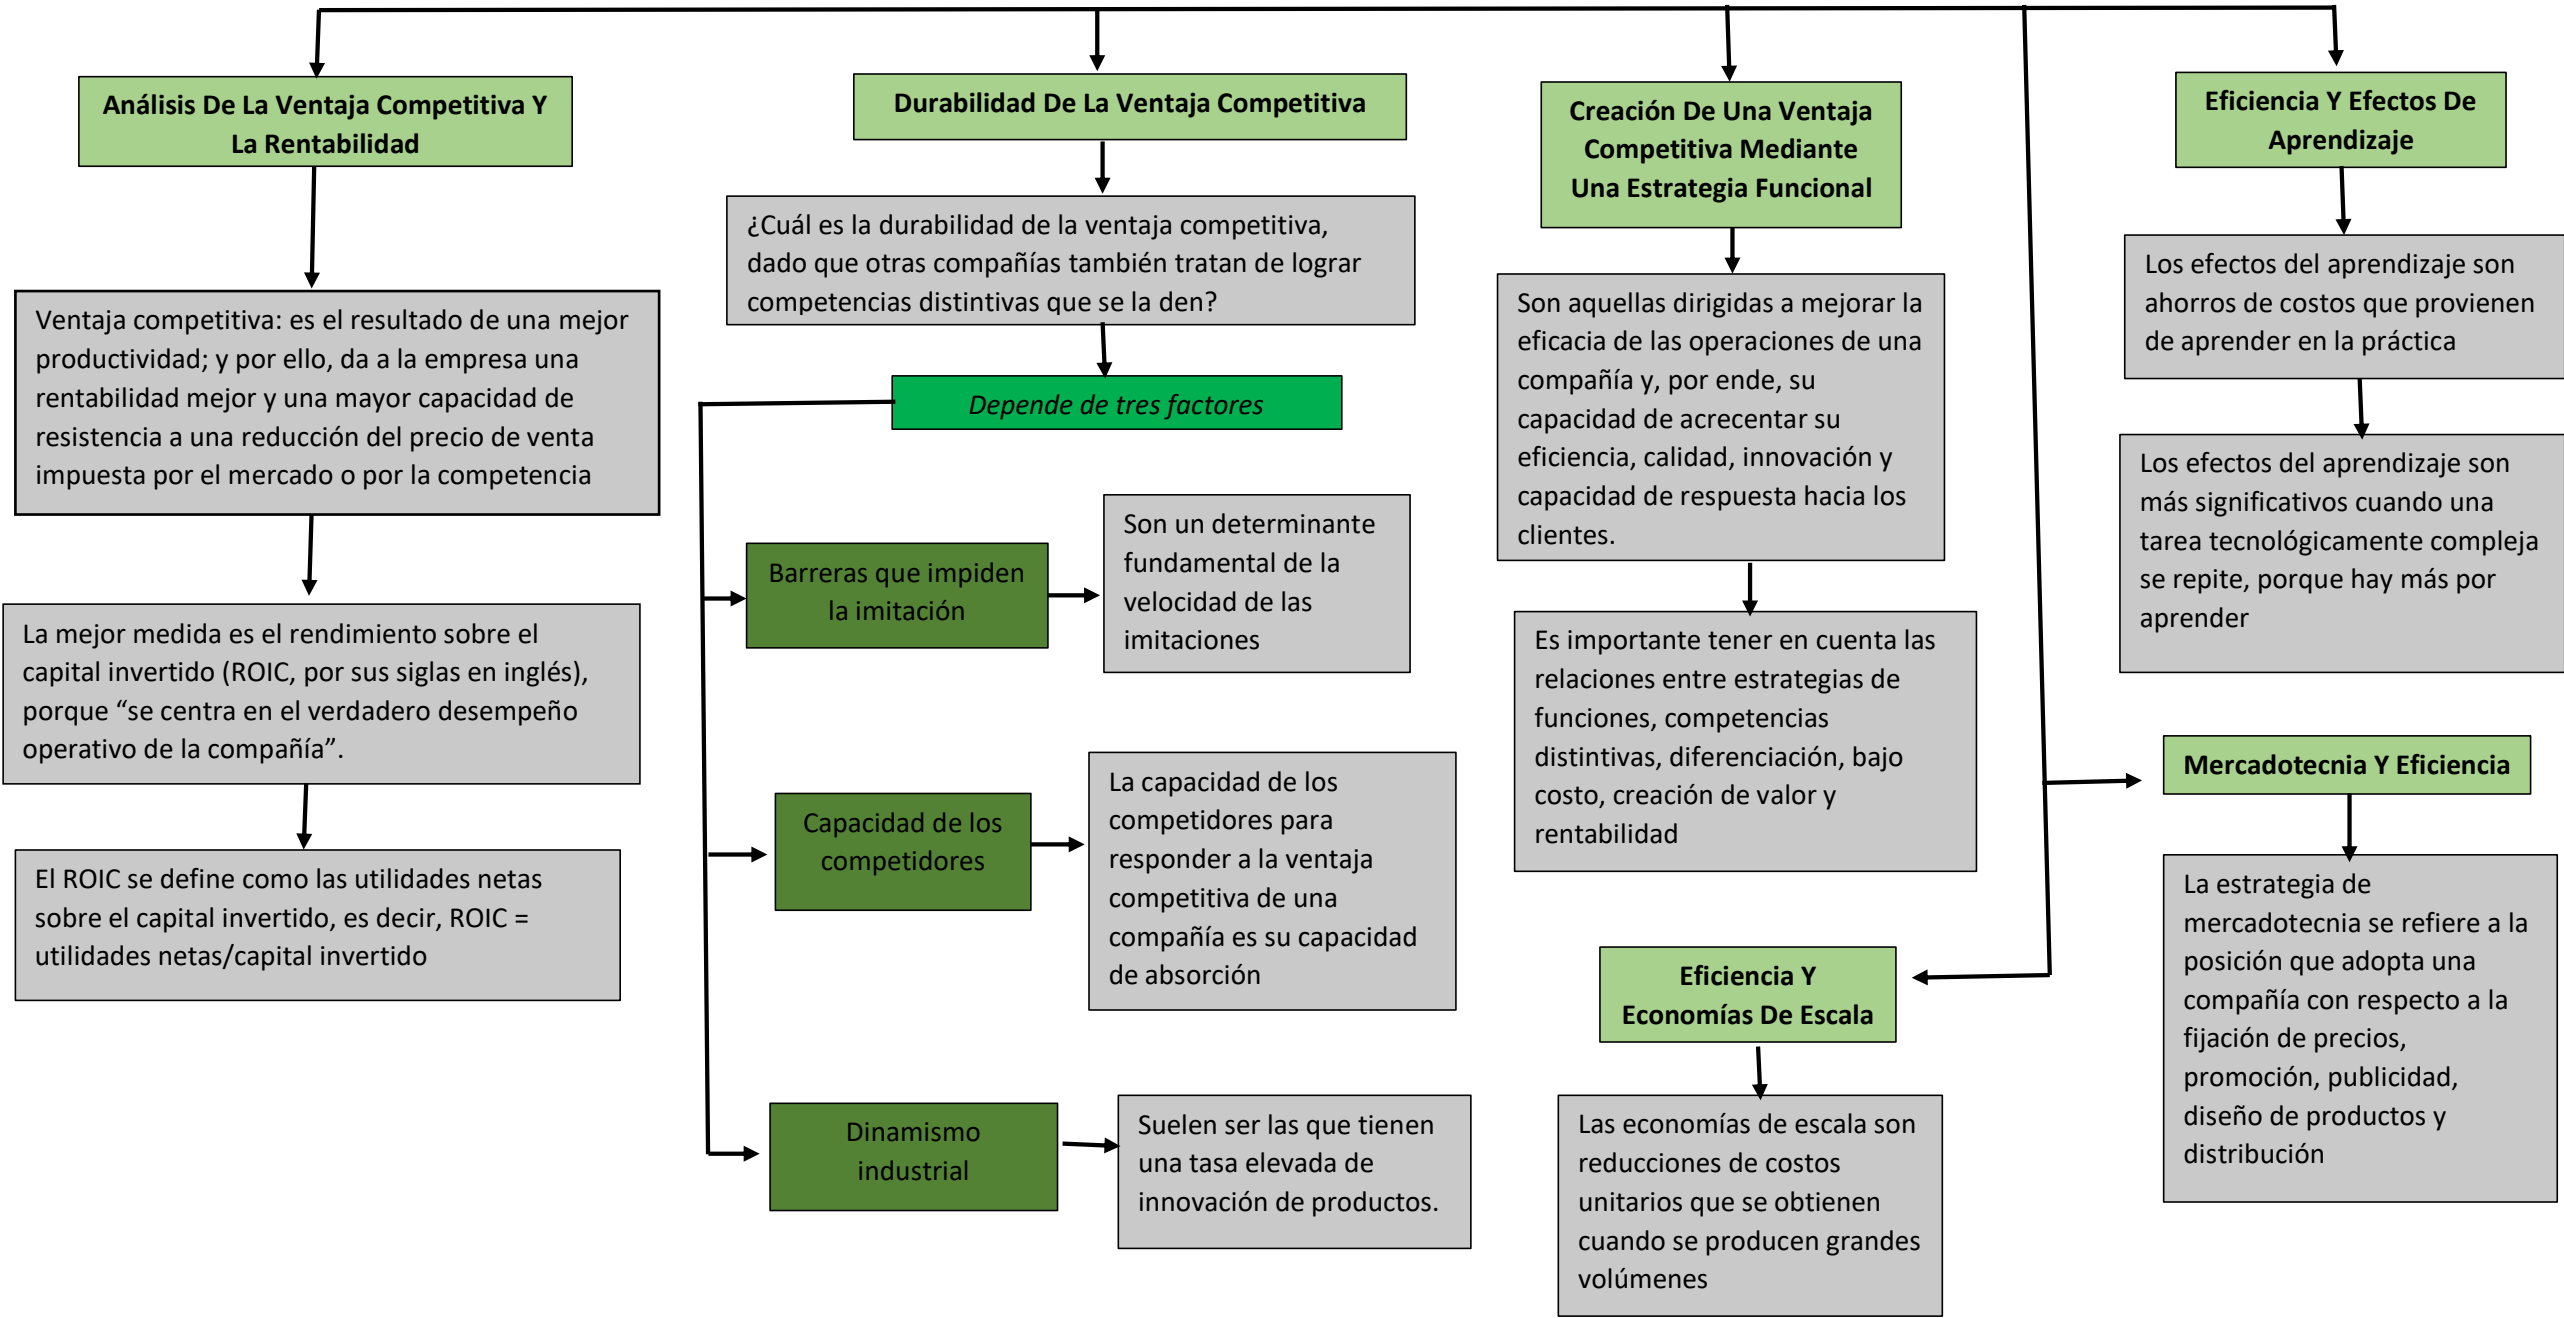 Análisis De La Ventaja Competitiva Y
La Rentabilidad
Ventaja competitiva: es el resultado de una mejor
productividad; y por ello, da a la empresa una
rentabilidad mejor y una mayor capacidad de
resistencia a una reducción del precio de venta
impuesta por el mercado o por la competencia
La mejor medida es el rendimiento sobre el
capital invertido (ROIC, por sus siglas en inglés),
porque “se centra en el verdadero desempeño
operativo de la compañía”.
El ROIC se define como las utilidades netas
sobre el capital invertido, es decir, ROIC =
utilidades netas/capital invertido
Durabilidad De La Ventaja Competitiva
¿Cuál es la durabilidad de la ventaja competitiva,
dado que otras compañías también tratan de lograr
competencias distintivas que se la den?
Depende de tres factores
Barreras que impiden
la imitación
Son un determinante
fundamental de la
velocidad de las
imitaciones
Capacidad de los
competidores
La capacidad de los
competidores para
responder a la ventaja
competitiva de una
compañía es su capacidad
de absorción
Dinamismo
industrial
Suelen ser las que tienen
una tasa elevada de
innovación de productos.
Creación De Una Ventaja
Competitiva Mediante
Una Estrategia Funcional
Son aquellas dirigidas a mejorar la
eficacia de las operaciones de una
compañía y, por ende, su
capacidad de acrecentar su
eficiencia, calidad, innovación y
capacidad de respuesta hacia los
clientes.
Es importante tener en cuenta las
relaciones entre estrategias de
funciones, competencias
distintivas, diferenciación, bajo
costo, creación de valor y
rentabilidad
Eficiencia Y
Economías De Escala
Las economías de escala son
reducciones de costos
unitarios que se obtienen
cuando se producen grandes
volúmenes
Eficiencia Y Efectos De
Aprendizaje
Los efectos del aprendizaje son
ahorros de costos que provienen
de aprender en la práctica
Los efectos del aprendizaje son
más significativos cuando una
tarea tecnológicamente compleja
se repite, porque hay más por
aprender
Mercadotecnia Y Eficiencia
La estrategia de
mercadotecnia se refiere a la
posición que adopta una
compañía con respecto a la
fijación de precios,
promoción, publicidad,
diseño de productos y
distribución